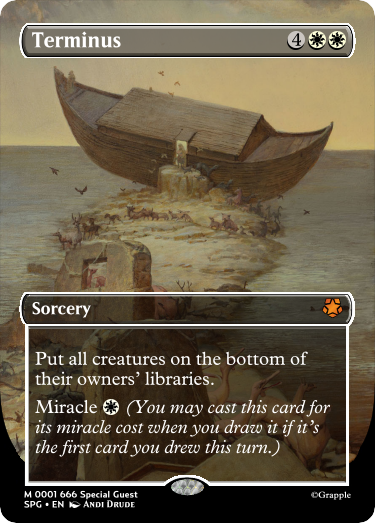 Terminus 4
Sorcery
Put all creatures on the bottom of
their owners’ libraries.
Miracle (You may cast this card for
its miracle cost when you draw it if it’s
the first card you drew this turn.)
M 0001 666 Special Guest
SPG • EN Andi Drude
©Grapple